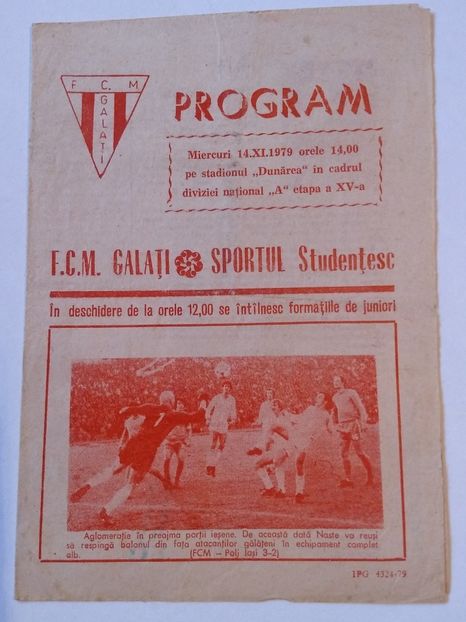 F. C. M
GALAȚI
PROGRAM
Miercuri 14.XI.1979 orele 14,00
pe stadionul „Dunărea" în cadrul
diviziei național „A" etapa a XV-a
F.C.M. GALAȚI SPORTUL Studențesc
În deschidere de la orele 12,00 se întîlnesc formațiile de juniori
Aglomerație în preajma porții ieșene. De această dată Naste va reuși
să respingă balonul din fața atacanților gălățeni în echipament complet
alb. (FCM — Polj Iași 3-2)
IPG 4324-79